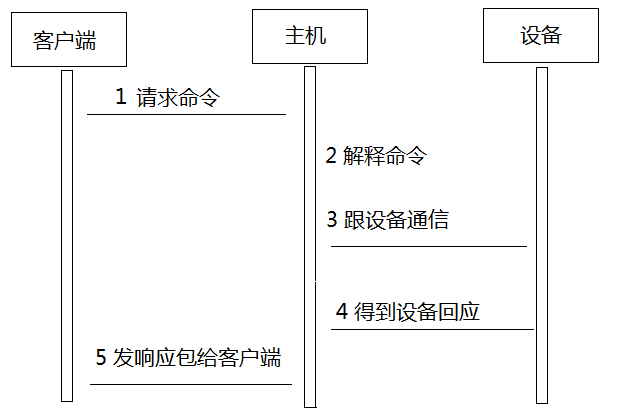 客户端
主机
设备
1 请求命令
2 解释命令
3 跟设备通信
4 得到设备回应
5 发响应包给客户端